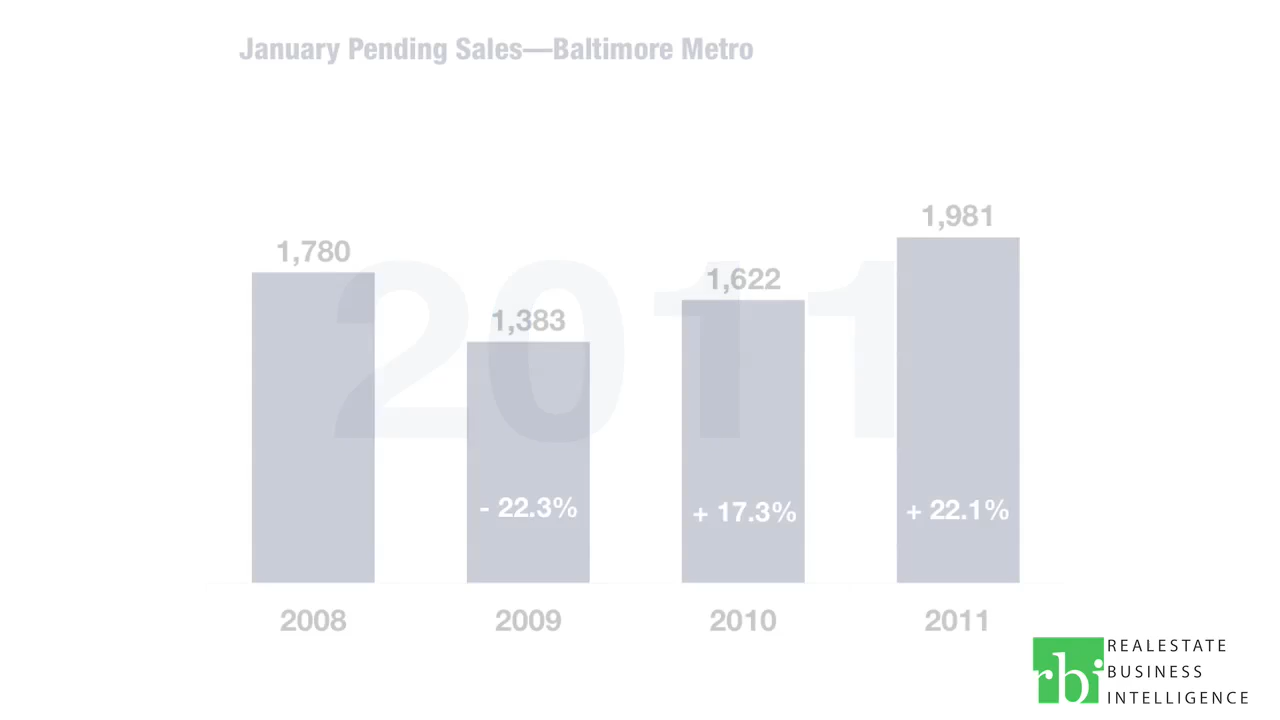 January Pending Sales—Baltimore Metro
2011
1,780
1,383
1,622
1,981
- 22.3%
+ 17.3%
+ 22.1%
2008
2009
2010
2011
rbi
REALESTATE
BUSINESS
INTELLIGENCE